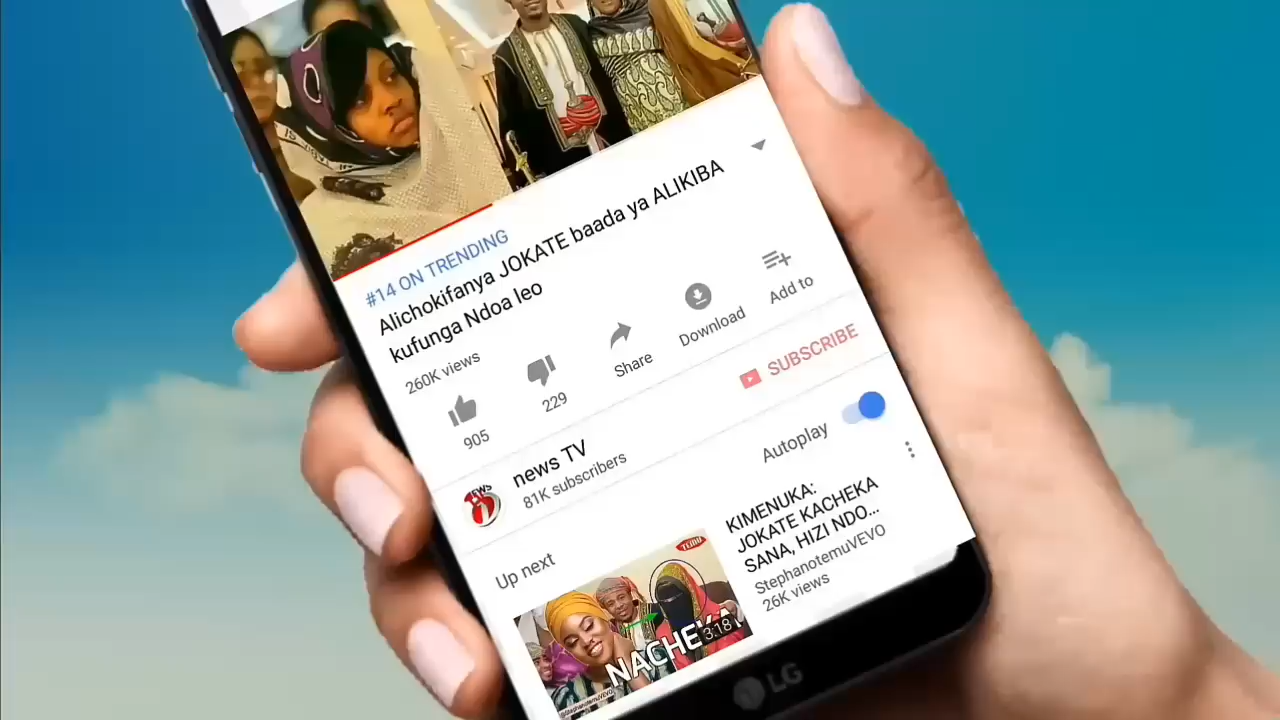 #14 ON TRENDING
Alichokifanya JOKATE baada ya ALIKIBA
kufunga Ndoa leo
260K views
905
229
Share
Download
Add to
news TV
81K subscribers
SUBSCRIBE
Autoplay
Up next
KIMENUKA:
JOKATE KACHEKA
SANA, HIZI NDO...
StephanotemuVEVO
26K views
NACHEKA
3:18
@StephanotemuVEVO
LG